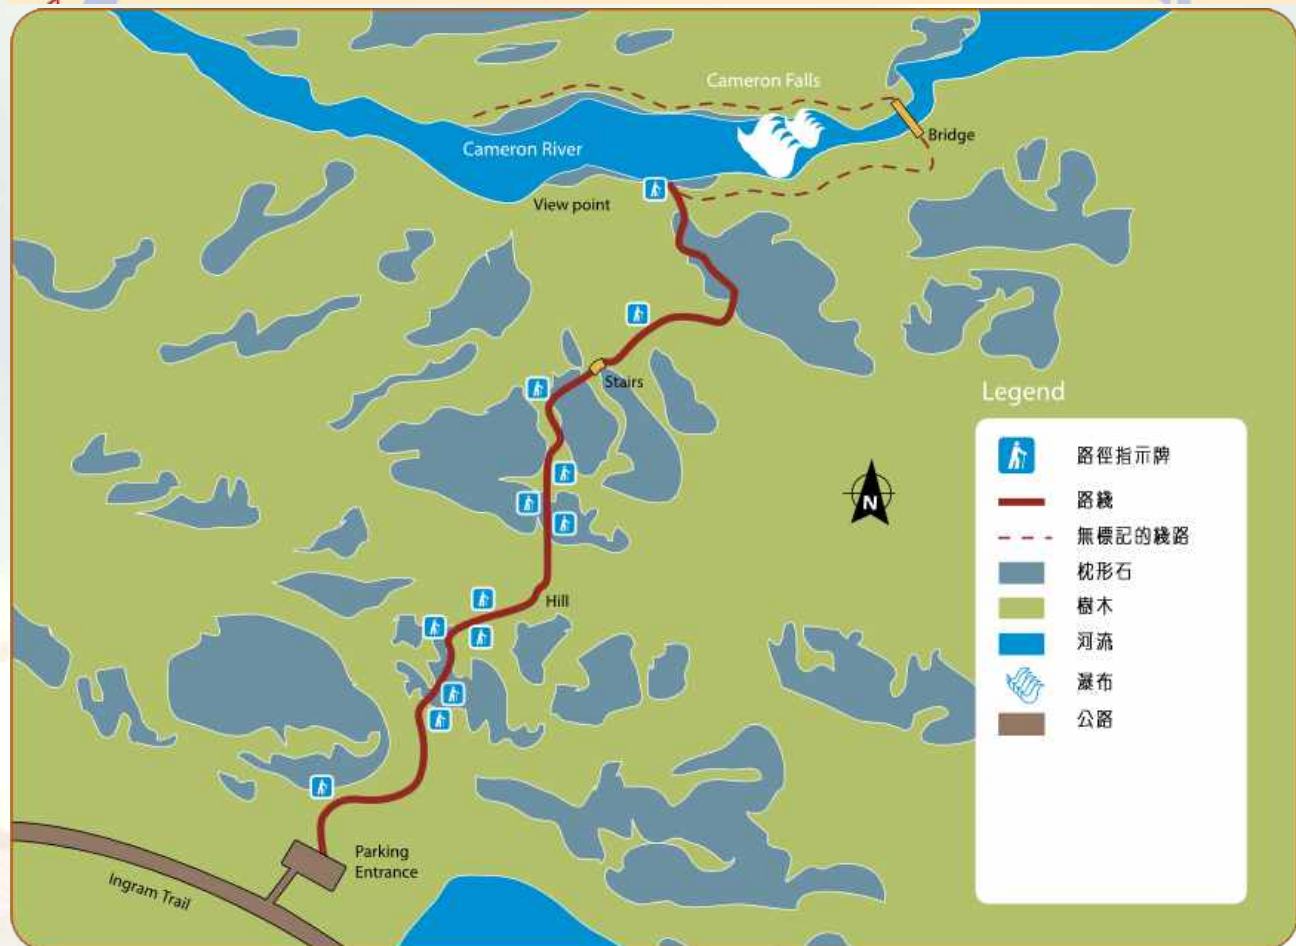 Cameron Falls
Bridge
Cameron River
View point
Stairs
Legend
路徑指示牌
路綫
無標記的綫路
枕形石
樹木
河流
瀑布
公路
N
Hill
Parking
Entrance
Ingram Trail